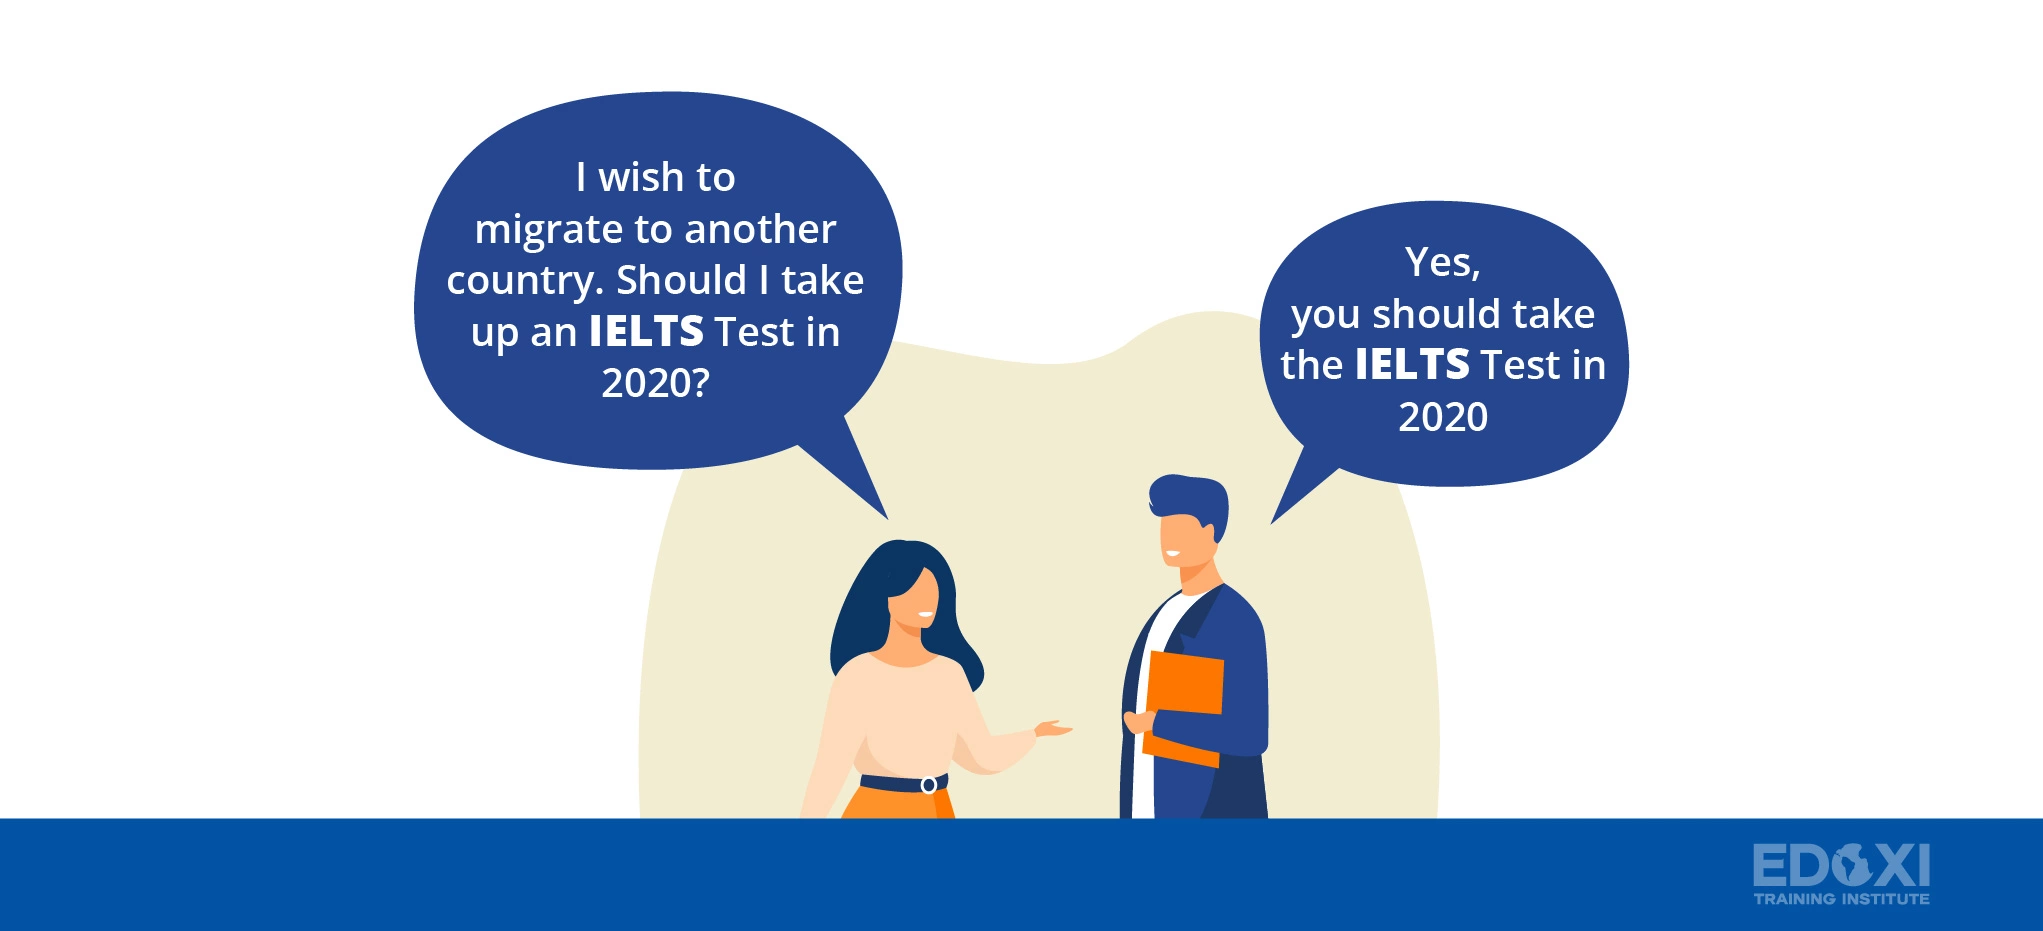 I wish to
migrate to another
country. Should I take
up an IELTS Test in
2020?
Yes,
you should take
the IELTS Test in
2020
EDOXI
TRAINING INSTITUTE